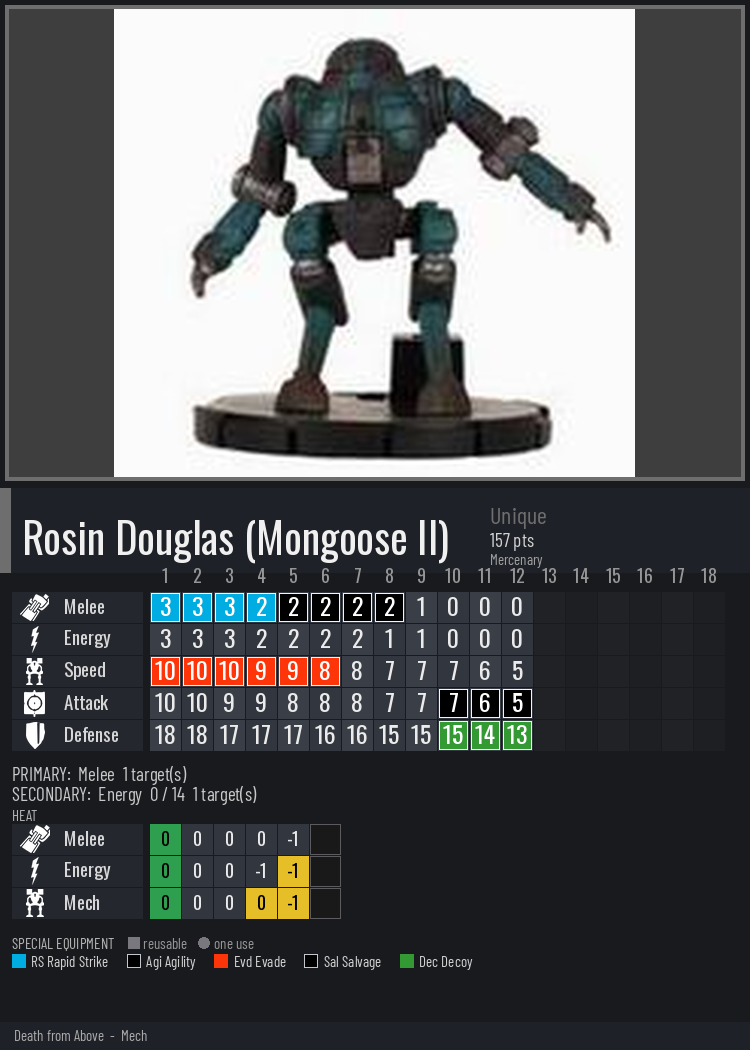 Rosin Douglas (Mongoose II)
Unique
157 pts
Mercenary
1 2 3 4 5 6 7 8 9 10 11 12 13 14 15 16 17 18
Melee 3 3 3 2 2 2 2 2 1 0 0 0
Energy 3 3 3 2 2 2 2 1 1 0 0 0
Speed 10 10 10 9 9 8 8 7 7 7 6 5
Attack 10 10 9 9 8 8 8 7 7 7 6 5
Defense 18 18 17 17 17 16 16 15 15 15 14 13
PRIMARY: Melee 1 target(s)
SECONDARY: Energy 0 / 14 1 target(s)
HEAT
Melee 0 0 0 0 -1
Energy 0 0 0 -1 -1
Mech 0 0 0 0 -1
SPECIAL EQUIPMENT reusable one use
RS Rapid Strike Agi Agility Evd Evade Sal Salvage Dec Decoy
Death from Above - Mech